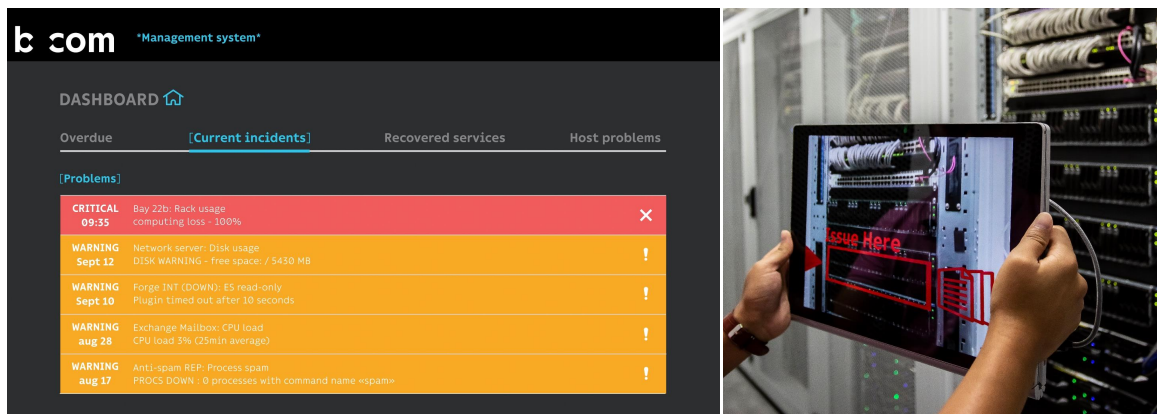 b com
*Management system*
DASHBOARD
Overdue
[Current incidents]
Recovered services
Host problems
[Problems]
CRITICAL
09:35
Bay 22b: Rack usage
computing loss - 100%
WARNING
Sept 12
Network server: Disk usage
DISK WARNING - free space: / 5430 MB
WARNING
Sept 10
Forge INT (DOWN): ES read-only
Plugin timed out after 10 seconds
WARNING
aug 28
Exchange Mailbox: CPU load
CPU load 3% (25min average)
WARNING
aug 17
Anti-spam REP: Process spam
PROCS DOWN : 0 processes with command name «spam»
Issue Here